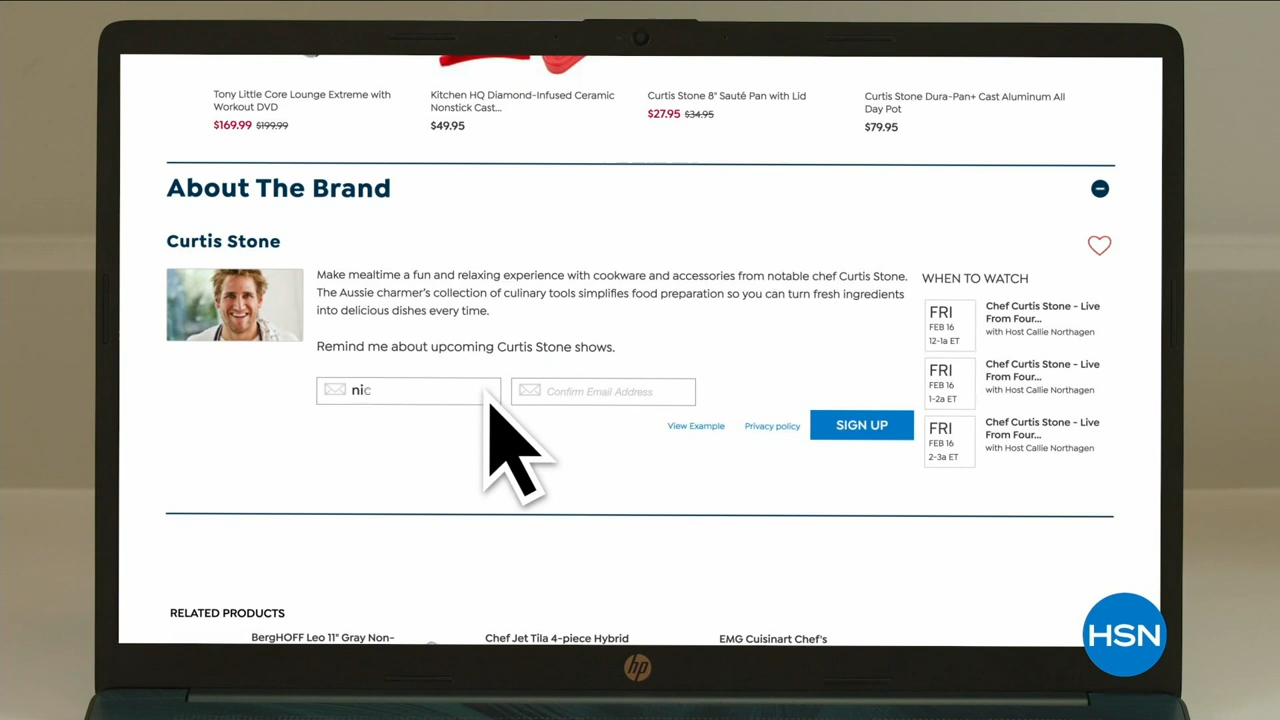 Tony Little Core Lounge Extreme with
Workout DVD
$169.99 $199.99
Kitchen HQ Diamond-Infused Ceramic
Nonstick Cast...
$49.95
Curtis Stone 8" Sauté Pan with Lid
$27.95 $34.95
Curtis Stone Dura-Pan+ Cast Aluminum All
Day Pot
$79.95
About The Brand
Curtis Stone
Make mealtime a fun and relaxing experience with cookware and accessories from notable chef Curtis Stone.
The Aussie charmer's collection of culinary tools simplifies food preparation so you can turn fresh ingredients
into delicious dishes every time.
Remind me about upcoming Curtis Stone shows.
nic
Confirm Email Address
View Example
Privacy policy
SIGN UP
WHEN TO WATCH
FRI
FEB 16
12-1a ET
Chef Curtis Stone - Live
From Four...
with Host Callie Northagen
FRI
FEB 16
1-2a ET
Chef Curtis Stone - Live
From Four...
with Host Callie Northagen
FRI
FEB 16
2-3a ET
Chef Curtis Stone - Live
From Four...
with Host Callie Northagen
RELATED PRODUCTS
BergHOFF Leo 11" Gray Non-
Chef Jet Tila 4-piece Hybrid
EMG Cuisinart Chef's
HSN
hp